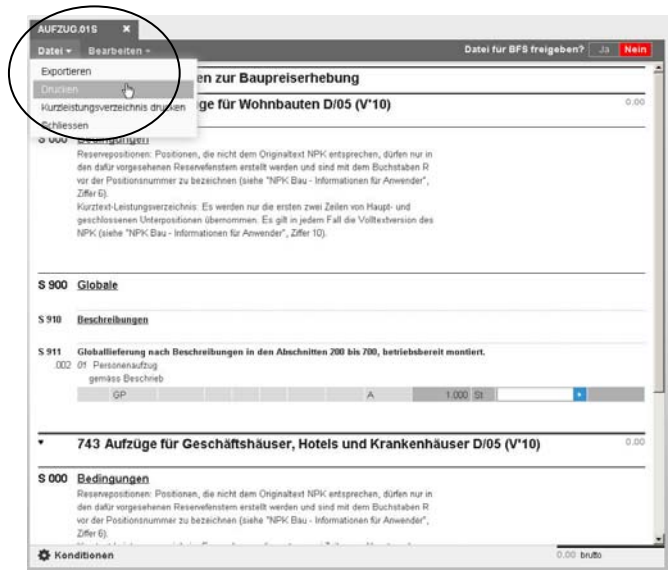 AUFZUG.01S ×
Datei Bearbeiten Datei für BFS freigeben? Ja Nein
Exportieren
Drucken
Kurzleistungsverzeichnis drucken
Schliessen
en zur Baupreiserhebung
ge für Wohnbauten D/05 (V'10) 0.00
S 000 Bedingungen
Reservepositionen: Positionen, die nicht dem Originaltext NPK entsprechen, dürfen nur in
den dafür vorgesehenen Reservefenstern erstellt werden und sind mit dem Buchstaben R
vor der Positionsnummer zu bezeichnen (siehe "NPK Bau - Informationen für Anwender",
Ziffer 6).
Kurztext-Leistungsverzeichnis: Es werden nur die ersten zwei Zeilen von Haupt- und
geschlossenen Unterpositionen übernommen. Es gilt in jedem Fall die Volltextversion des
NPK (siehe "NPK Bau - Informationen für Anwender", Ziffer 10).
S 900 Globale
S 910 Beschreibungen
S 911 Globallieferung nach Beschreibungen in den Abschnitten 200 bis 700, betriebsbereit montiert.
.002 01 Personenaufzug
gemäss Beschrieb
GP A 1.000 St
743 Aufzüge für Geschäftshäuser, Hotels und Krankenhäuser D/05 (V'10) 0.00
S 000 Bedingungen
Reservepositionen: Positionen, die nicht dem Originaltext NPK entsprechen, dürfen nur in
den dafür vorgesehenen Reservefenstern erstellt werden und sind mit dem Buchstaben R
vor der Positionsnummer zu bezeichnen (siehe "NPK Bau - Informationen für Anwender",
Ziffer 6).
Konditionen 0.00 brutto